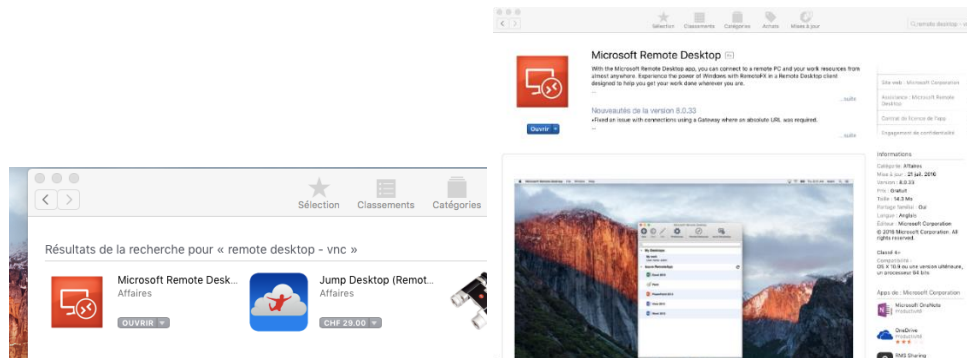 Sélection Classements Catégories
Résultats de la recherche pour « remote desktop - vnc »
Microsoft Remote Desk...
Affaires
OUVRIR
Jump Desktop (Remot...
Affaires
CHF 29.00
Sélection Classements Catégories Achats Mises à jour
remote desktop - vn
Microsoft Remote Desktop
With the Microsoft Remote Desktop app, you can connect to a remote PC and your work resources from
almost anywhere. Experience the power of Windows with RemoteFX in a Remote Desktop client
designed to help you get your work done wherever you are.
...
...suite
Nouveautés de la version 8.0.33
•Fixed an issue with connections using a Gateway where an absolute URL was required.
...
...suite
Ouvrir
Site web : Microsoft Corporation
Assistance : Microsoft Remote
Desktop
Contrat de licence de l'app
Engagement de confidentialité
Informations
Catégorie: Affaires
Mise à jour : 21 juil. 2016
Version : 8.0.33
Prix : Gratuit
Taille : 14.3 Mo
Partage familial : Oui
Langue : Anglais
Éditeur : Microsoft Corporation
© 2016 Microsoft Corporation. All
rights reserved.
Classé 4+
Compatibilité :
OS X 10.9 ou une version ultérieure,
un processeur 64 bits
Apps de : Microsoft Corporation
Microsoft OneNote
Productivité
OneDrive
Productivité
RMS Sharing